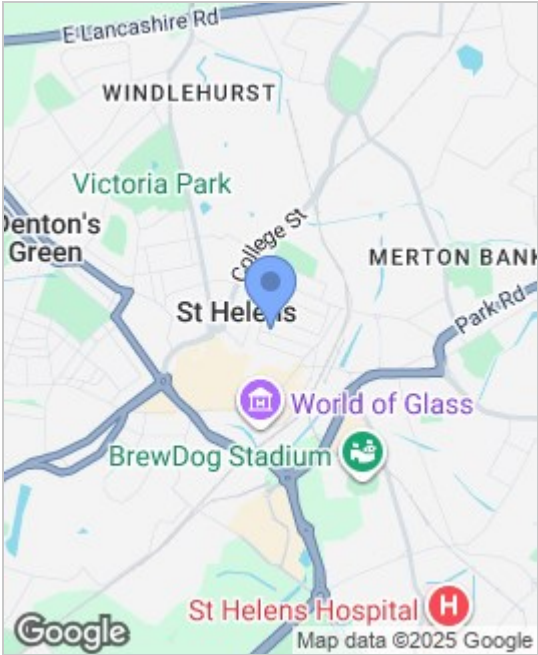 E Lancashire Rd
WINDLEHURST
Victoria Park
Denton's
Green
College St
MERTON BANK
St Helens
Park Rd
World of Glass
BrewDog Stadium
St Helens Hospital
H
Google
Map data ©2025 Google